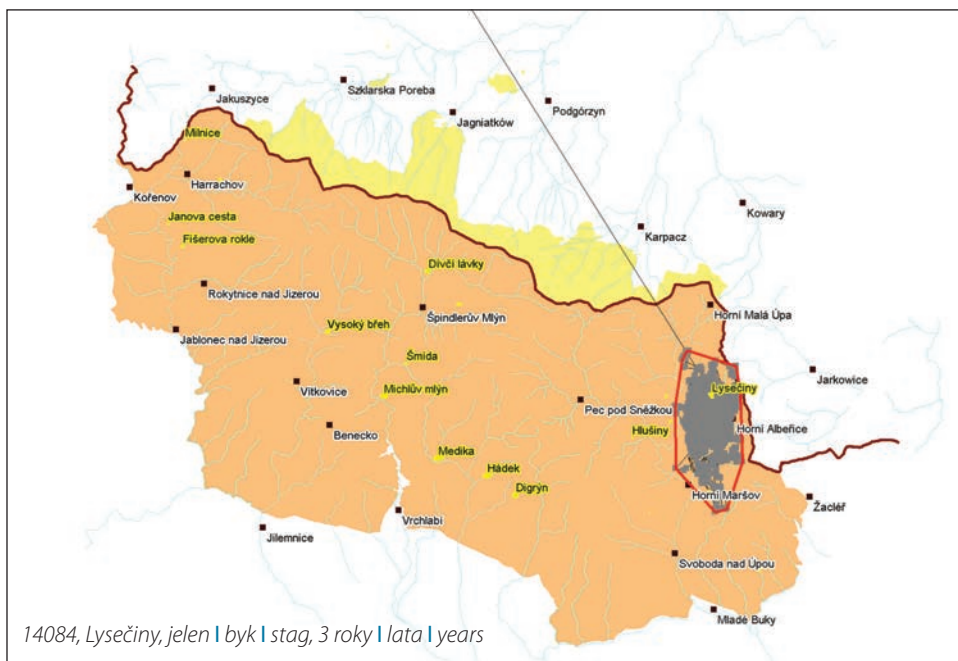 Szklarska Poreba
Jakuszyce
Podgórzyn
Jagniatków
Milnice
Harrachov
Kořenov
Kowary
Janova cesta
Karpacz
Fišerova rokle
Dívčí lávky
Rokytnice nad Jizerou
Špindlerův Mlýn
Horní Malá Úpa
Vysoký břeh
Jablonec nad Jizerou
Šmída
Jarkowice
Vítkovice
Lysečiny
Michlův mlýn
Pec pod Sněžkou
Benecko
Hlušiny
Horní Albeřice
Medika
Hádek
Digrýn
Horní Maršov
Žacléř
Vrchlabí
Jilemnice
Svoboda nad Úpou
Mladé Buky
14084, Lysečiny, jelen | byk | stag, 3 roky | lata | years